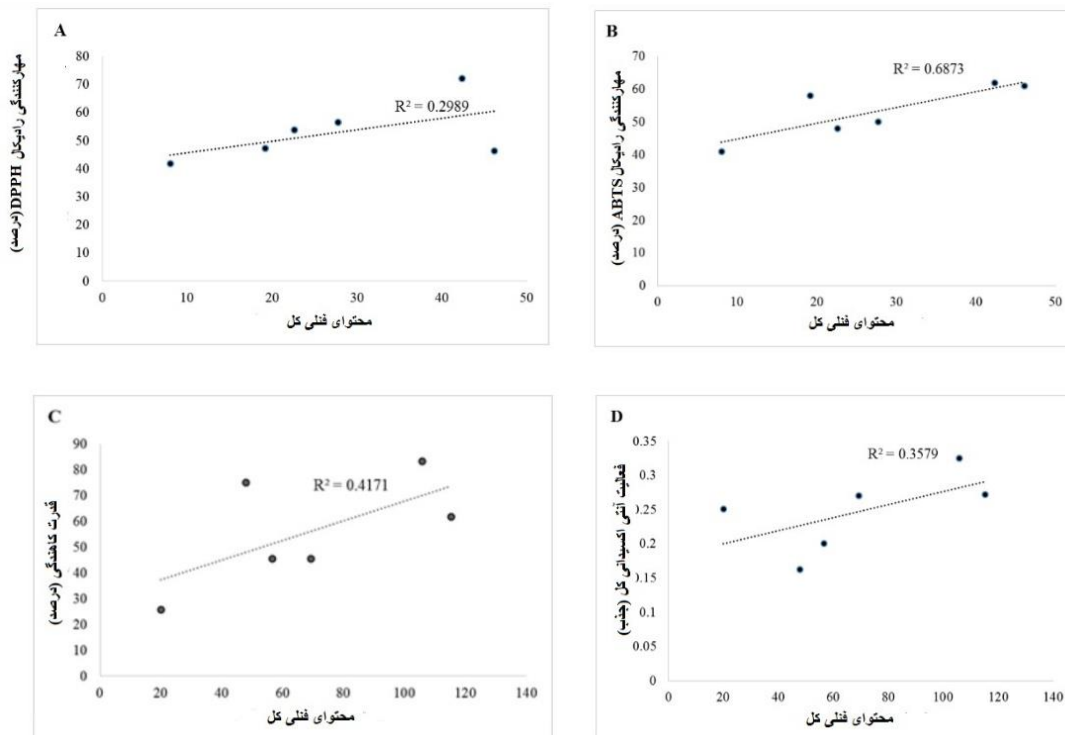 A
مهارکنندگی رادیکال DPPH (درصد)
80
70
60
50
40
30
20
10
0
R² = 0.2989
0 10 20 30 40 50
محتوای فنلی کل
B
مهارکنندگی رادیکال ABTS (درصد)
70
60
50
40
30
20
10
0
R² = 0.6873
0 10 20 30 40 50
محتوای فنلی کل
C
قدرت کاهندگی (درصد)
90
80
70
60
50
40
30
20
10
0
R² = 0.4171
0 20 40 60 80 100 120 140
محتوای فنلی کل
D
فعالیت آنتی اکسیدانی کل (جذب)
0.35
0.3
0.25
0.2
0.15
0.1
0.05
0
R² = 0.3579
0 20 40 60 80 100 120 140
محتوای فنلی کل